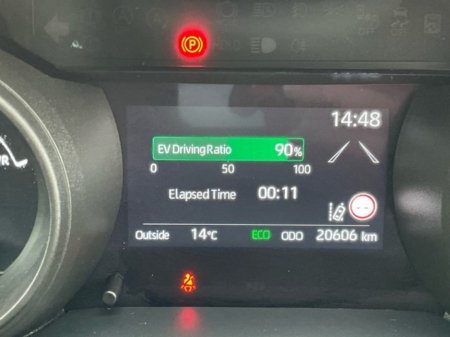 (P)
14:48
EV Driving Ratio 90%
0 50 100
Elapsed Time 00:11
Outside 14°C ECO ODO 20606 km